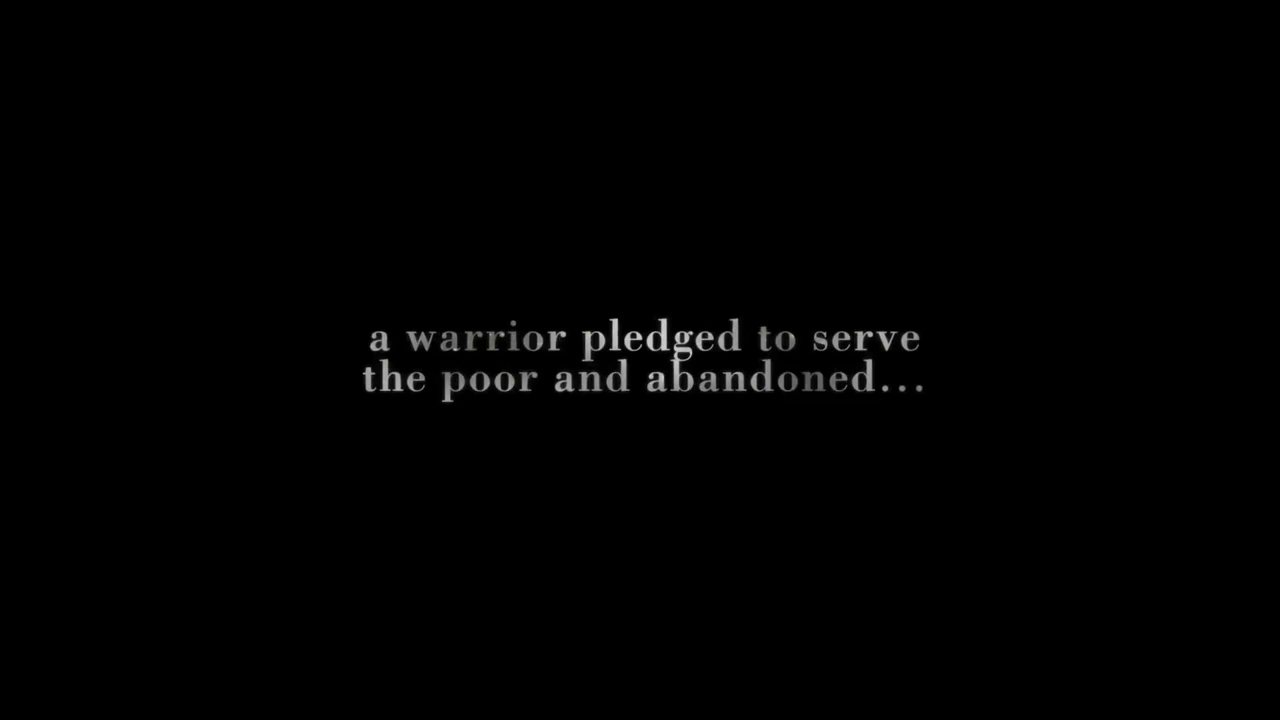 a warrior pledged to serve
the poor and abandoned...